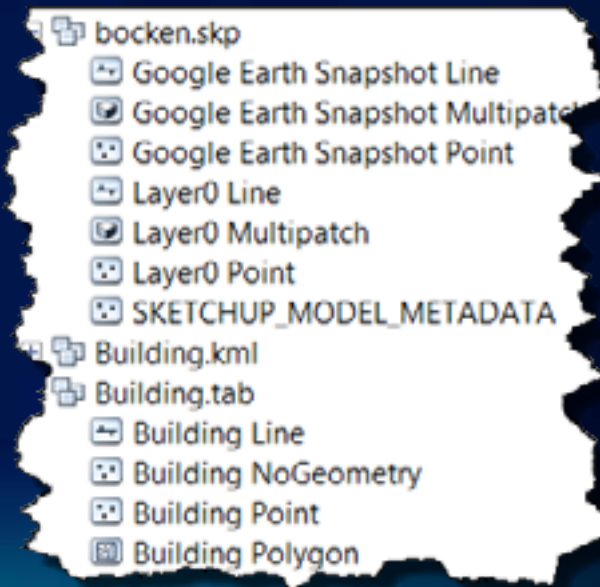 bocken.skp
Google Earth Snapshot Line
Google Earth Snapshot
Google Earth Snapshot Point
Layer0 Line
Layer0 Multipatch
Layer0 Point
SKETCHUP_MODEL_METADATA
Building.kml
Building.tab
Building Line
Building NoGeometry
Building Point
Building Polygon